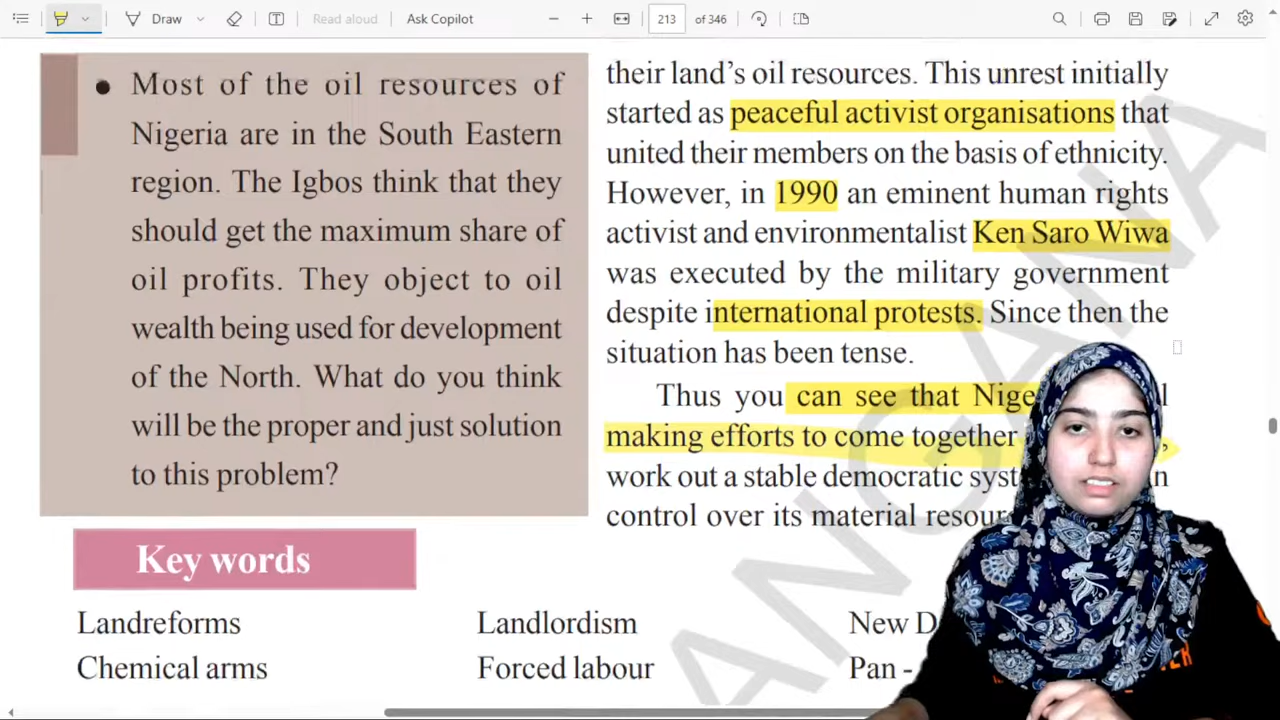 Draw
Read aloud
Ask Copilot
213
of 346
Most of the oil resources of
Nigeria are in the South Eastern
region. The Igbos think that they
should get the maximum share of
oil profits. They object to oil
wealth being used for development
of the North. What do you think
will be the proper and just solution
to this problem?
their land's oil resources. This unrest initially
started as peaceful activist organisations that
united their members on the basis of ethnicity.
However, in 1990 an eminent human rights
activist and environmentalist Ken Saro Wiwa
was executed by the military government
despite international protests. Since then the
situation has been tense.
Thus you can see that
making efforts to come together
work out a stable democratic
control over its material
Key words
Landreforms
Landlordism
New
Chemical arms
Forced labour
Pan -
ANGANA